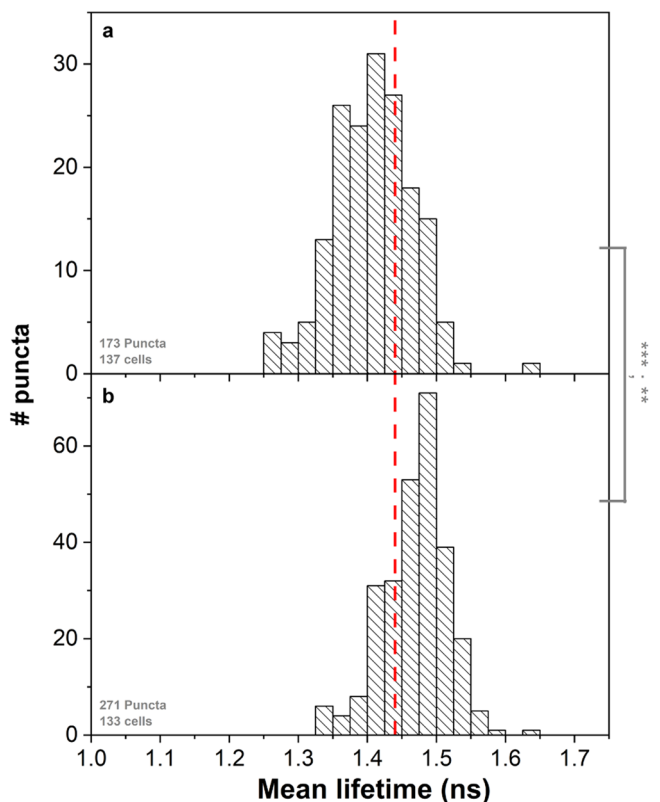 a
30
20
10
0
173 Puncta
137 cells
# puncta
*** , **
b
60
40
20
0
271 Puncta
133 cells
1.0 1.1 1.2 1.3 1.4 1.5 1.6 1.7
Mean lifetime (ns)